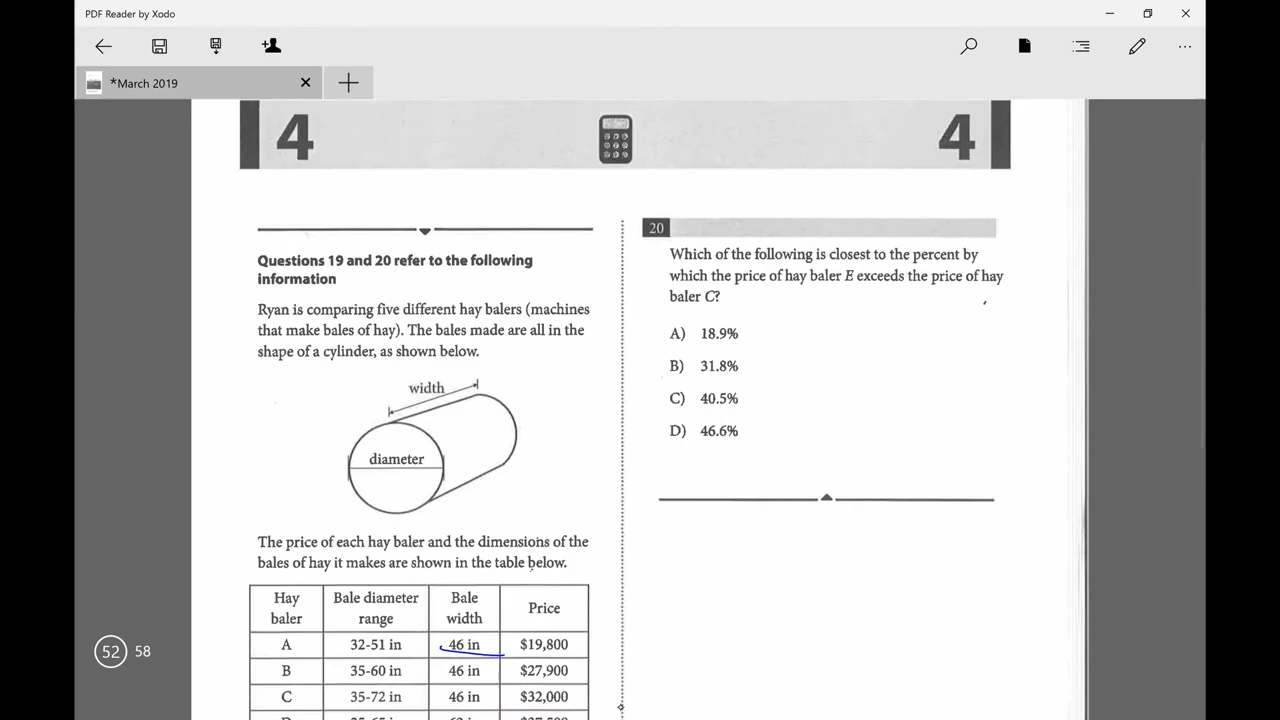 PDF Reader by Xodo
*March 2019
4
4
Questions 19 and 20 refer to the following
information
Ryan is comparing five different hay balers (machines
that make bales of hay). The bales made are all in the
shape of a cylinder, as shown below.
width
diameter
The price of each hay baler and the dimensions of the
bales of hay it makes are shown in the table below.
Hay baler Bale diameter range Bale width Price
A 32-51 in 46 in $19,800
B 35-60 in 46 in $27,900
C 35-72 in 46 in $32,000
20
Which of the following is closest to the percent by
which the price of hay baler E exceeds the price of hay
baler C?
A) 18.9%
B) 31.8%
C) 40.5%
D) 46.6%
52 58